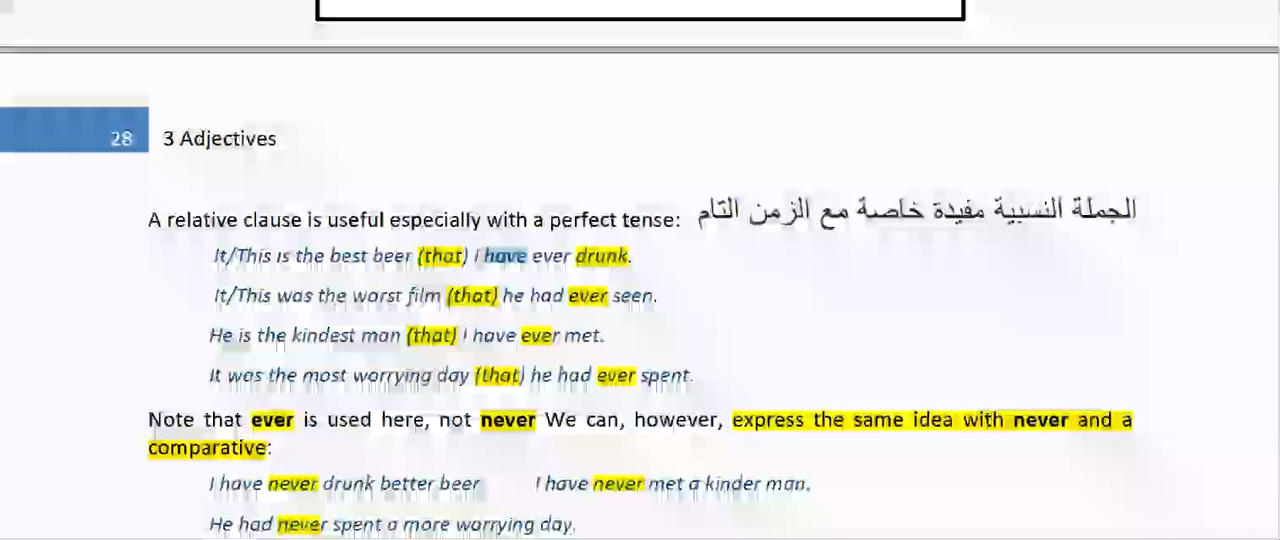 28 3 Adjectives
A relative clause is useful especially with a perfect tense: الجملة النسبية مفيدة خاصة مع الزمن التام
It/This is the best beer (that) I have ever drunk.
It/This was the worst film (that) he had ever seen.
He is the kindest man (that) I have ever met.
It was the most worrying day (that) he had ever spent.
Note that ever is used here, not never We can, however, express the same idea with never and a
comparative:
I have never drunk better beer I have never met a kinder man.
He had never spent a more worrying day.